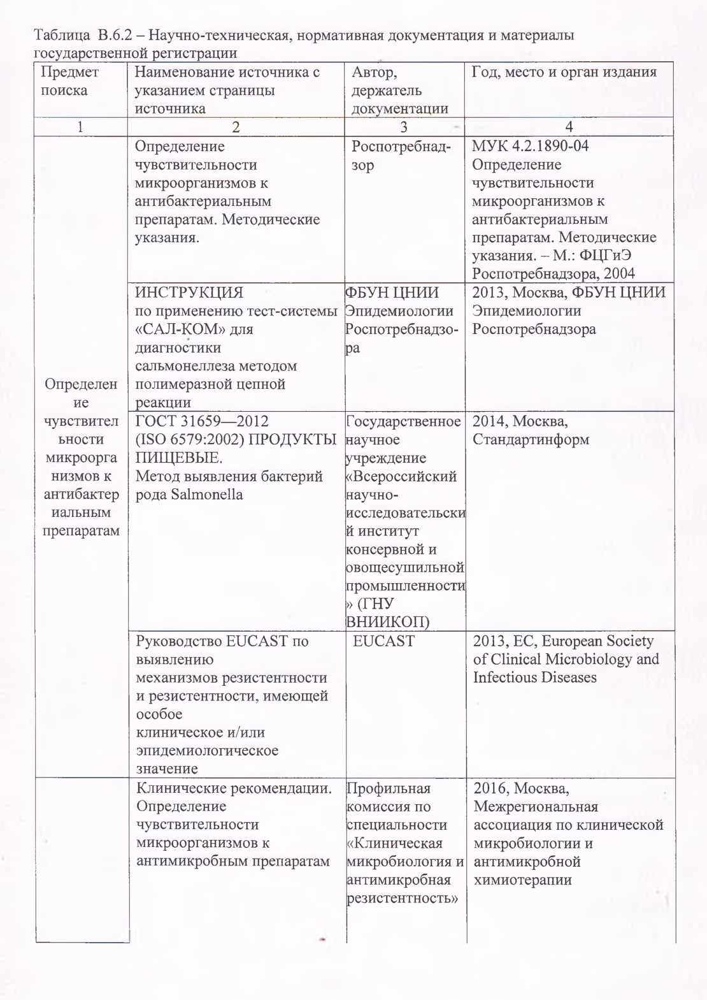 Таблица В.6.2 – Научно-техническая, нормативная документация и материалы
государственной регистрации
Предмет
поиска
Наименование источника с
указанием страницы
источника
Автор,
держатель
документации
Год, место и орган издания
1
2
3
4
Определен
ие
чувствител
ьности
микроорга
низмов к
антибактер
иальным
препаратам
Определение
чувствительности
микроорганизмов к
антибактериальным
препаратам. Методические
указания.
Роспотребнад-
зор
МУК 4.2.1890-04
Определение
чувствительности
микроорганизмов к
антибактериальным
препаратам. Методические
указания. – М.: ФЦГиЭ
Роспотребнадзора, 2004
ИНСТРУКЦИЯ
по применению тест-системы
«САЛ-КОМ» для
диагностики
сальмонеллеза методом
полимеразной цепной
реакции
ФБУН ЦНИИ
Эпидемиологии
Роспотребнадзо-
ра
2013, Москва, ФБУН ЦНИИ
Эпидемиологии
Роспотребнадзора
ГОСТ 31659—2012
(ISO 6579:2002) ПРОДУКТЫ
ПИЩЕВЫЕ.
Метод выявления бактерий
рода Salmonella
Государственное
научное
учреждение
«Всероссийский
научно-
исследовательски
й институт
консервной и
овощесушильной
промышленности
» (ГНУ
ВНИИКОП)
2014, Москва,
Стандартинформ
Руководство EUCAST по
выявлению
механизмов резистентности
и резистентности, имеющей
особое
клиническое и/или
эпидемиологическое
значение
EUCAST
2013, ЕС, European Society
of Clinical Microbiology and
Infectious Diseases
Клинические рекомендации.
Определение
чувствительности
микроорганизмов к
антимикробным препаратам
Профильная
комиссия по
специальности
«Клиническая
микробиология и
антимикробная
резистентность»
2016, Москва,
Межрегиональная
ассоциация по клинической
микробиологии и
антимикробной
химиотерапии